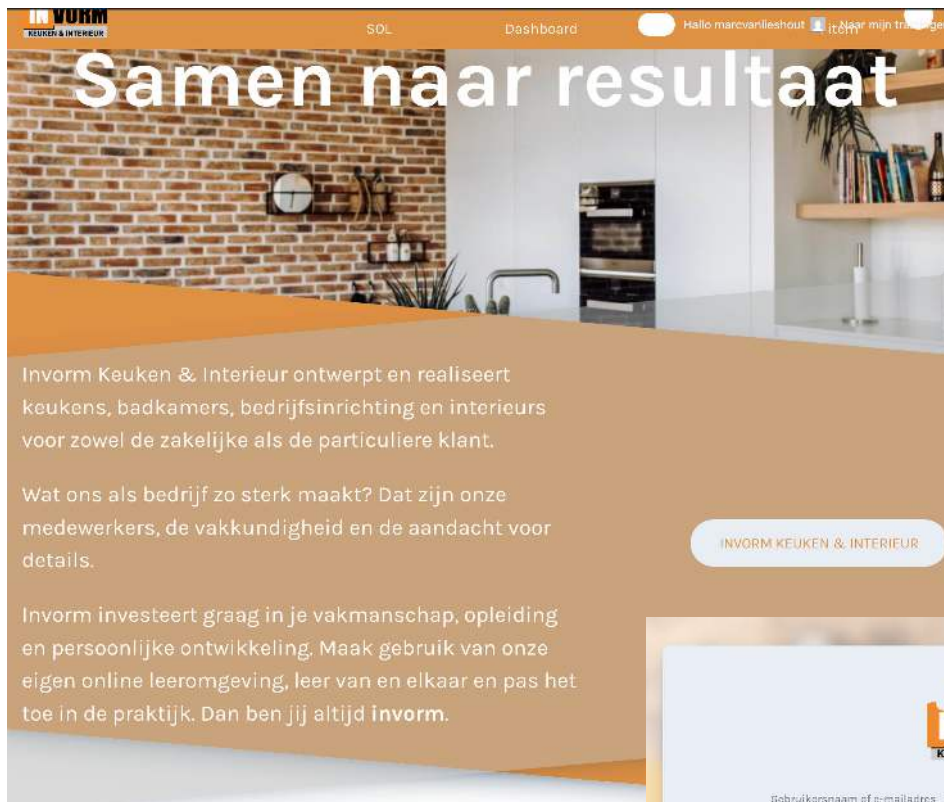 INVORM
KEUKEN & INTERIEUR
SOL
Dashboard
Hallo marcvanlieshout
Naar mijn
item
Samen naar resultaat
Invorm Keuken & Interieur ontwerpt en realiseert
keukens, badkamers, bedrijfsinrichting en interieurs
voor zowel de zakelijke als de particuliere klant.
Wat ons als bedrijf zo sterk maakt? Dat zijn onze
medewerkers, de vakkundigheid en de aandacht voor
details.
INVORM KEUKEN & INTERIEUR
Invorm investeert graag in je vakmanschap, opleiding
en persoonlijke ontwikkeling. Maak gebruik van onze
eigen online leeromgeving, leer van en elkaar en pas het
toe in de praktijk. Dan ben jij altijd invorm.
Gebruikersnaam of e-mailadres